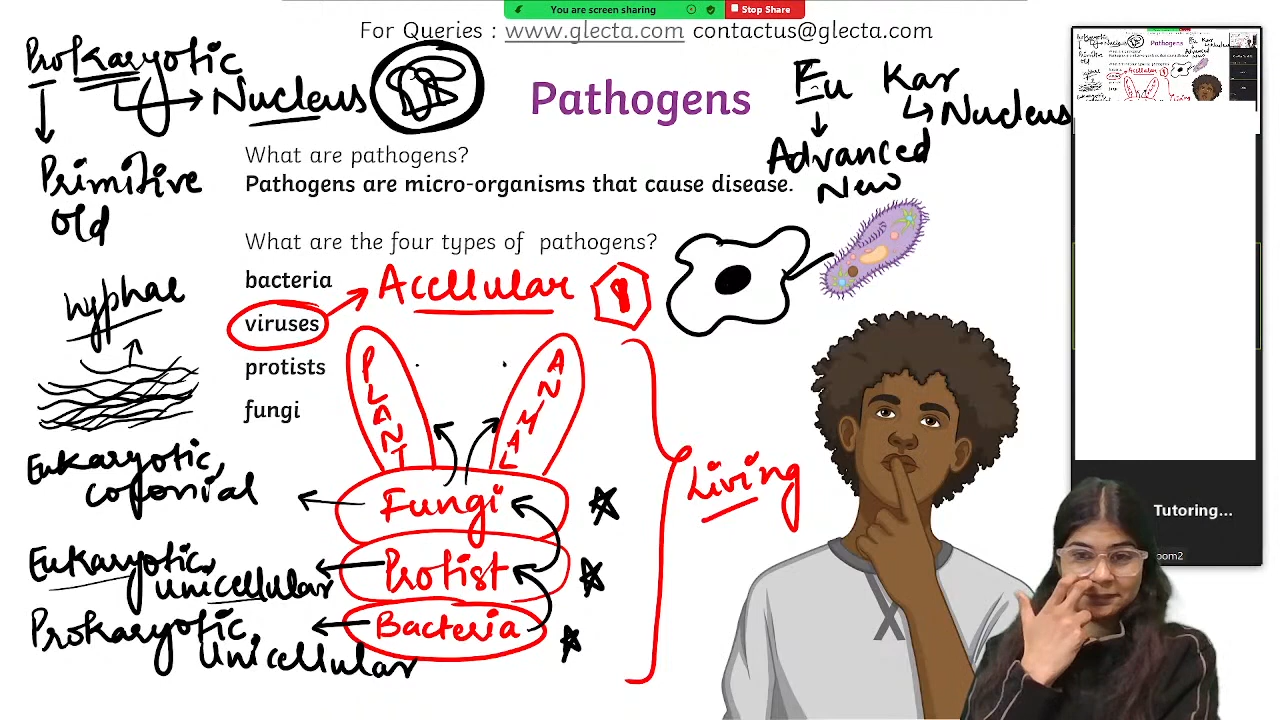 You are screen sharing
Stop Share
For Queries : www.glecta.com contactus@glecta.com
Prokaryotic
Nucleus
Primitive
Old
Pathogens
Eu Kar
Nucleus
Advanced
New
What are pathogens?
Pathogens are micro-organisms that cause disease.
What are the four types of pathogens?
bacteria
viruses
protists
fungi
Acellular
hyphae
PLANT
ANIMAL
Fungi
Protist
Bacteria
Eukaryotic,
colonial
Eukaryotic,
unicellular
Prokaryotic,
unicellular
Living
Tutoring...
oom2